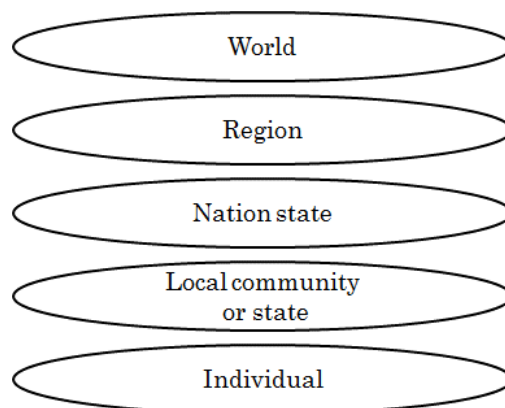 World
Region
Nation state
Local community
or state
Individual